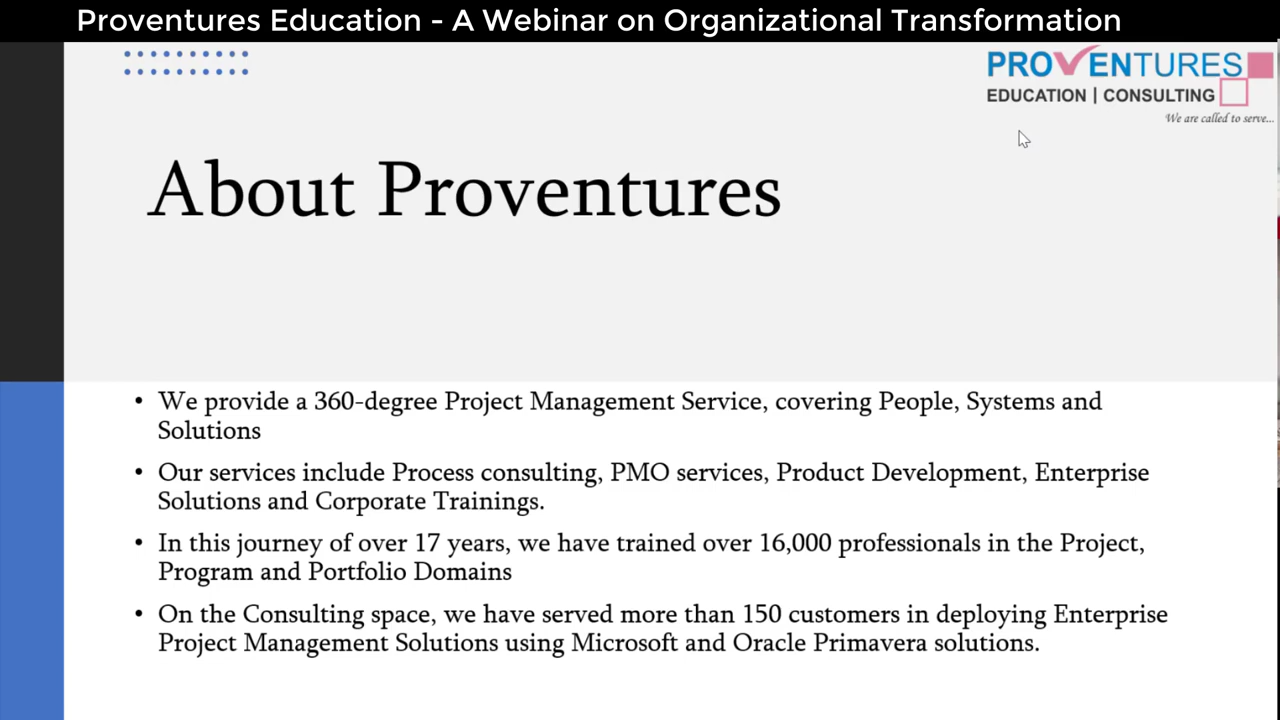 Proventures Education - A Webinar on Organizational Transformation
PROVENTURES
EDUCATION | CONSULTING
We are called to serve...
About Proventures
• We provide a 360-degree Project Management Service, covering People, Systems and
Solutions
• Our services include Process consulting, PMO services, Product Development, Enterprise
Solutions and Corporate Trainings.
• In this journey of over 17 years, we have trained over 16,000 professionals in the Project,
Program and Portfolio Domains
• On the Consulting space, we have served more than 150 customers in deploying Enterprise
Project Management Solutions using Microsoft and Oracle Primavera solutions.